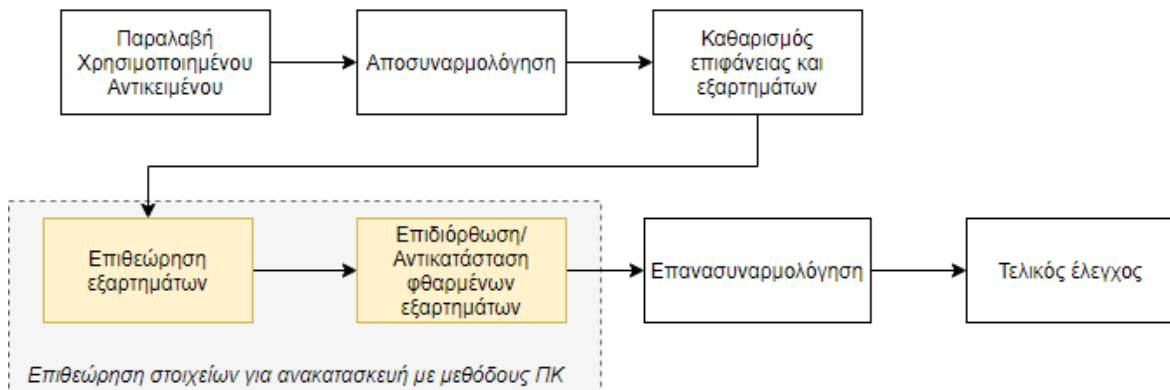 Παραλαβή
Χρησιμοποιημένου
Αντικειμένου
Αποσυναρμολόγηση
Καθαρισμός
επιφάνειας και
εξαρτημάτων
Επιθεώρηση
εξαρτημάτων
Επιδιόρθωση/
Αντικατάσταση
φθαρμένων
εξαρτημάτων
Επανασυναρμολόγηση
Τελικός έλεγχος
Επιθεώρηση στοιχείων για ανακατασκευή με μεθόδους ΠΚ